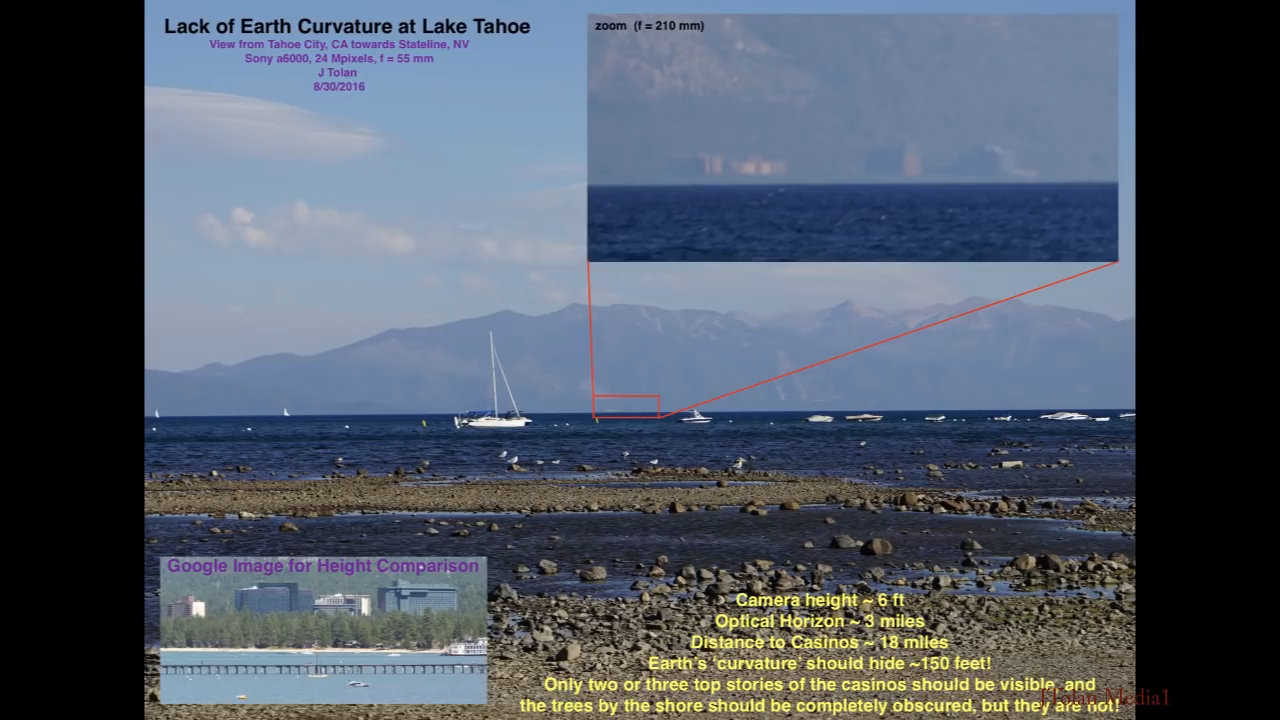 Lack of Earth Curvature at Lake Tahoe
View from Tahoe City, CA towards Stateline, NV
Sony a6000, 24 Mpixels, f = 55 mm
J Tolan
8/30/2016
zoom (f = 210 mm)
Google Image for Height Comparison
Camera height ~ 6 ft
Optical Horizon ~ 3 miles
Distance to Casinos ~ 18 miles
Earth's 'curvature' should hide ~150 feet!
Only two or three top stories of the casinos should be visible, and
the trees by the shore should be completely obscured, but they are not!
JTolan Media1